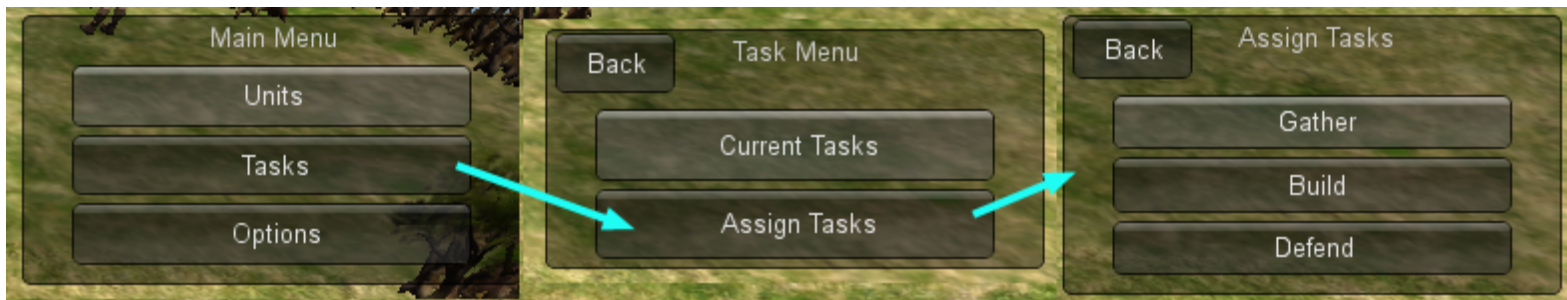 Main Menu
Units
Tasks
Options
Back
Task Menu
Current Tasks
Assign Tasks
Back
Assign Tasks
Gather
Build
Defend